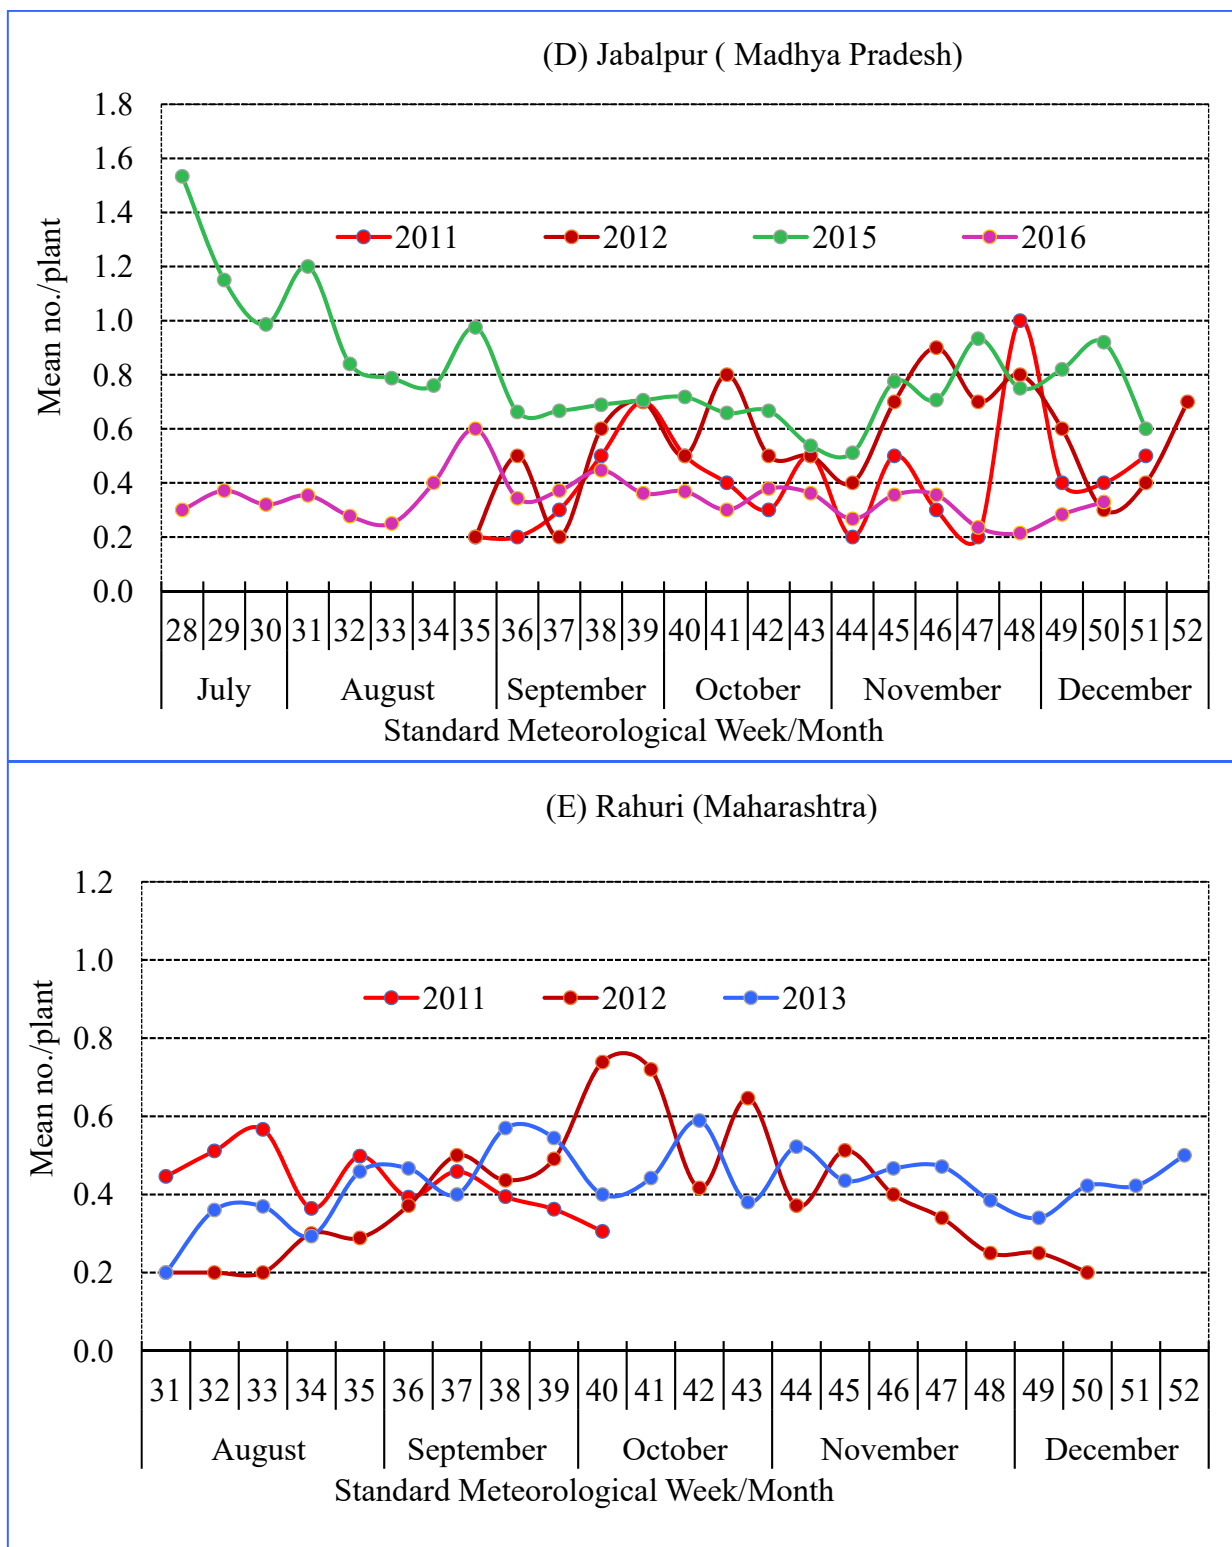 (D) Jabalpur ( Madhya Pradesh)
1.8
1.6
1.4
1.2
1.0
0.8
0.6
0.4
0.2
0.0
Mean no./plant
2011 2012 2015 2016
28 29 30 31 32 33 34 35 36 37 38 39 40 41 42 43 44 45 46 47 48 49 50 51 52
July August September October November December
Standard Meteorological Week/Month
(E) Rahuri (Maharashtra)
1.2
1.0
0.8
0.6
0.4
0.2
0.0
Mean no./plant
2011 2012 2013
31 32 33 34 35 36 37 38 39 40 41 42 43 44 45 46 47 48 49 50 51 52
August September October November December
Standard Meteorological Week/Month